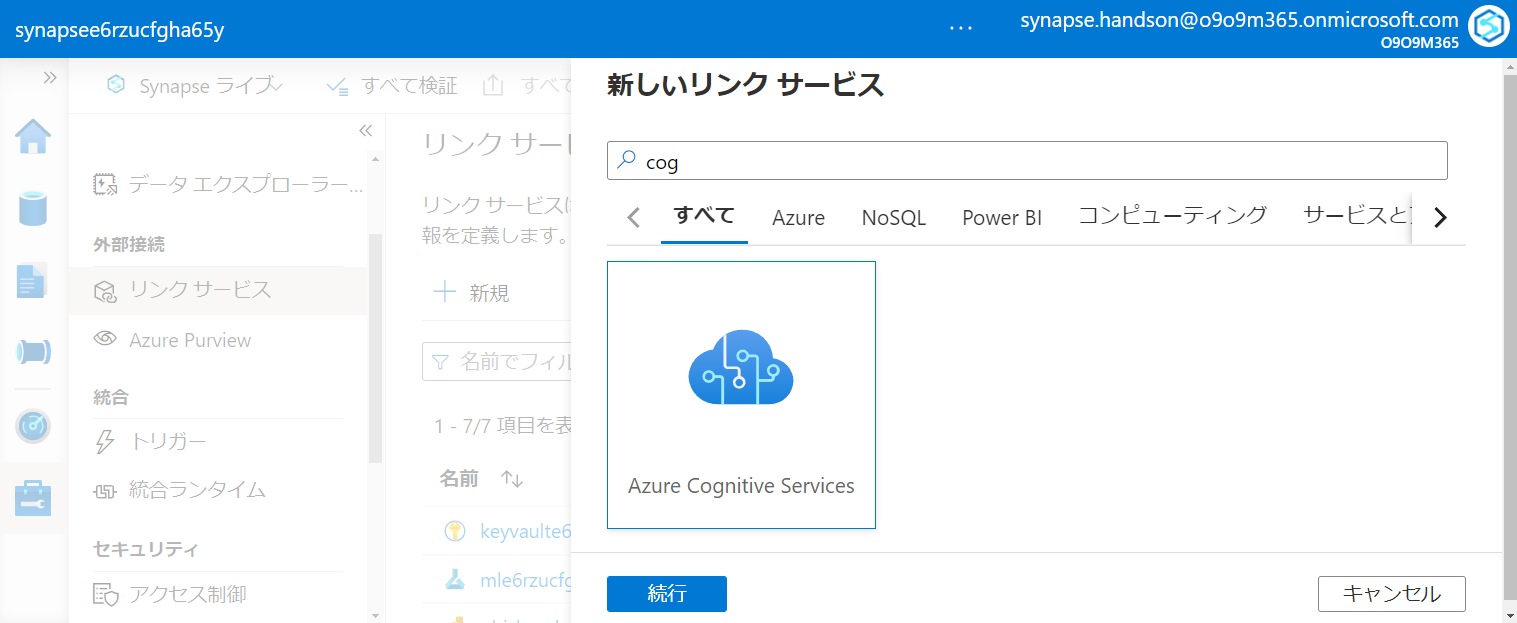 synapsee6rzucfgha65y
...
synapse.handson@o9o9m365.onmicrosoft.com
O9O9M365
Synapse ライブ
すべて検証
すべて
データ エクスプローラー...
外部接続
リンク サービス
Azure Purview
統合
トリガー
統合ランタイム
セキュリティ
アクセス制御
リンク サー
リンク サービスは
報を定義します。
新規
名前でフィル
1 - 7/7 項目を表
名前
keyvaulte6
mle6rzucfg
新しいリンク サービス
cog
すべて
Azure
NoSQL
Power BI
コンピューティング
サービスと
Azure Cognitive Services
続行
キャンセル